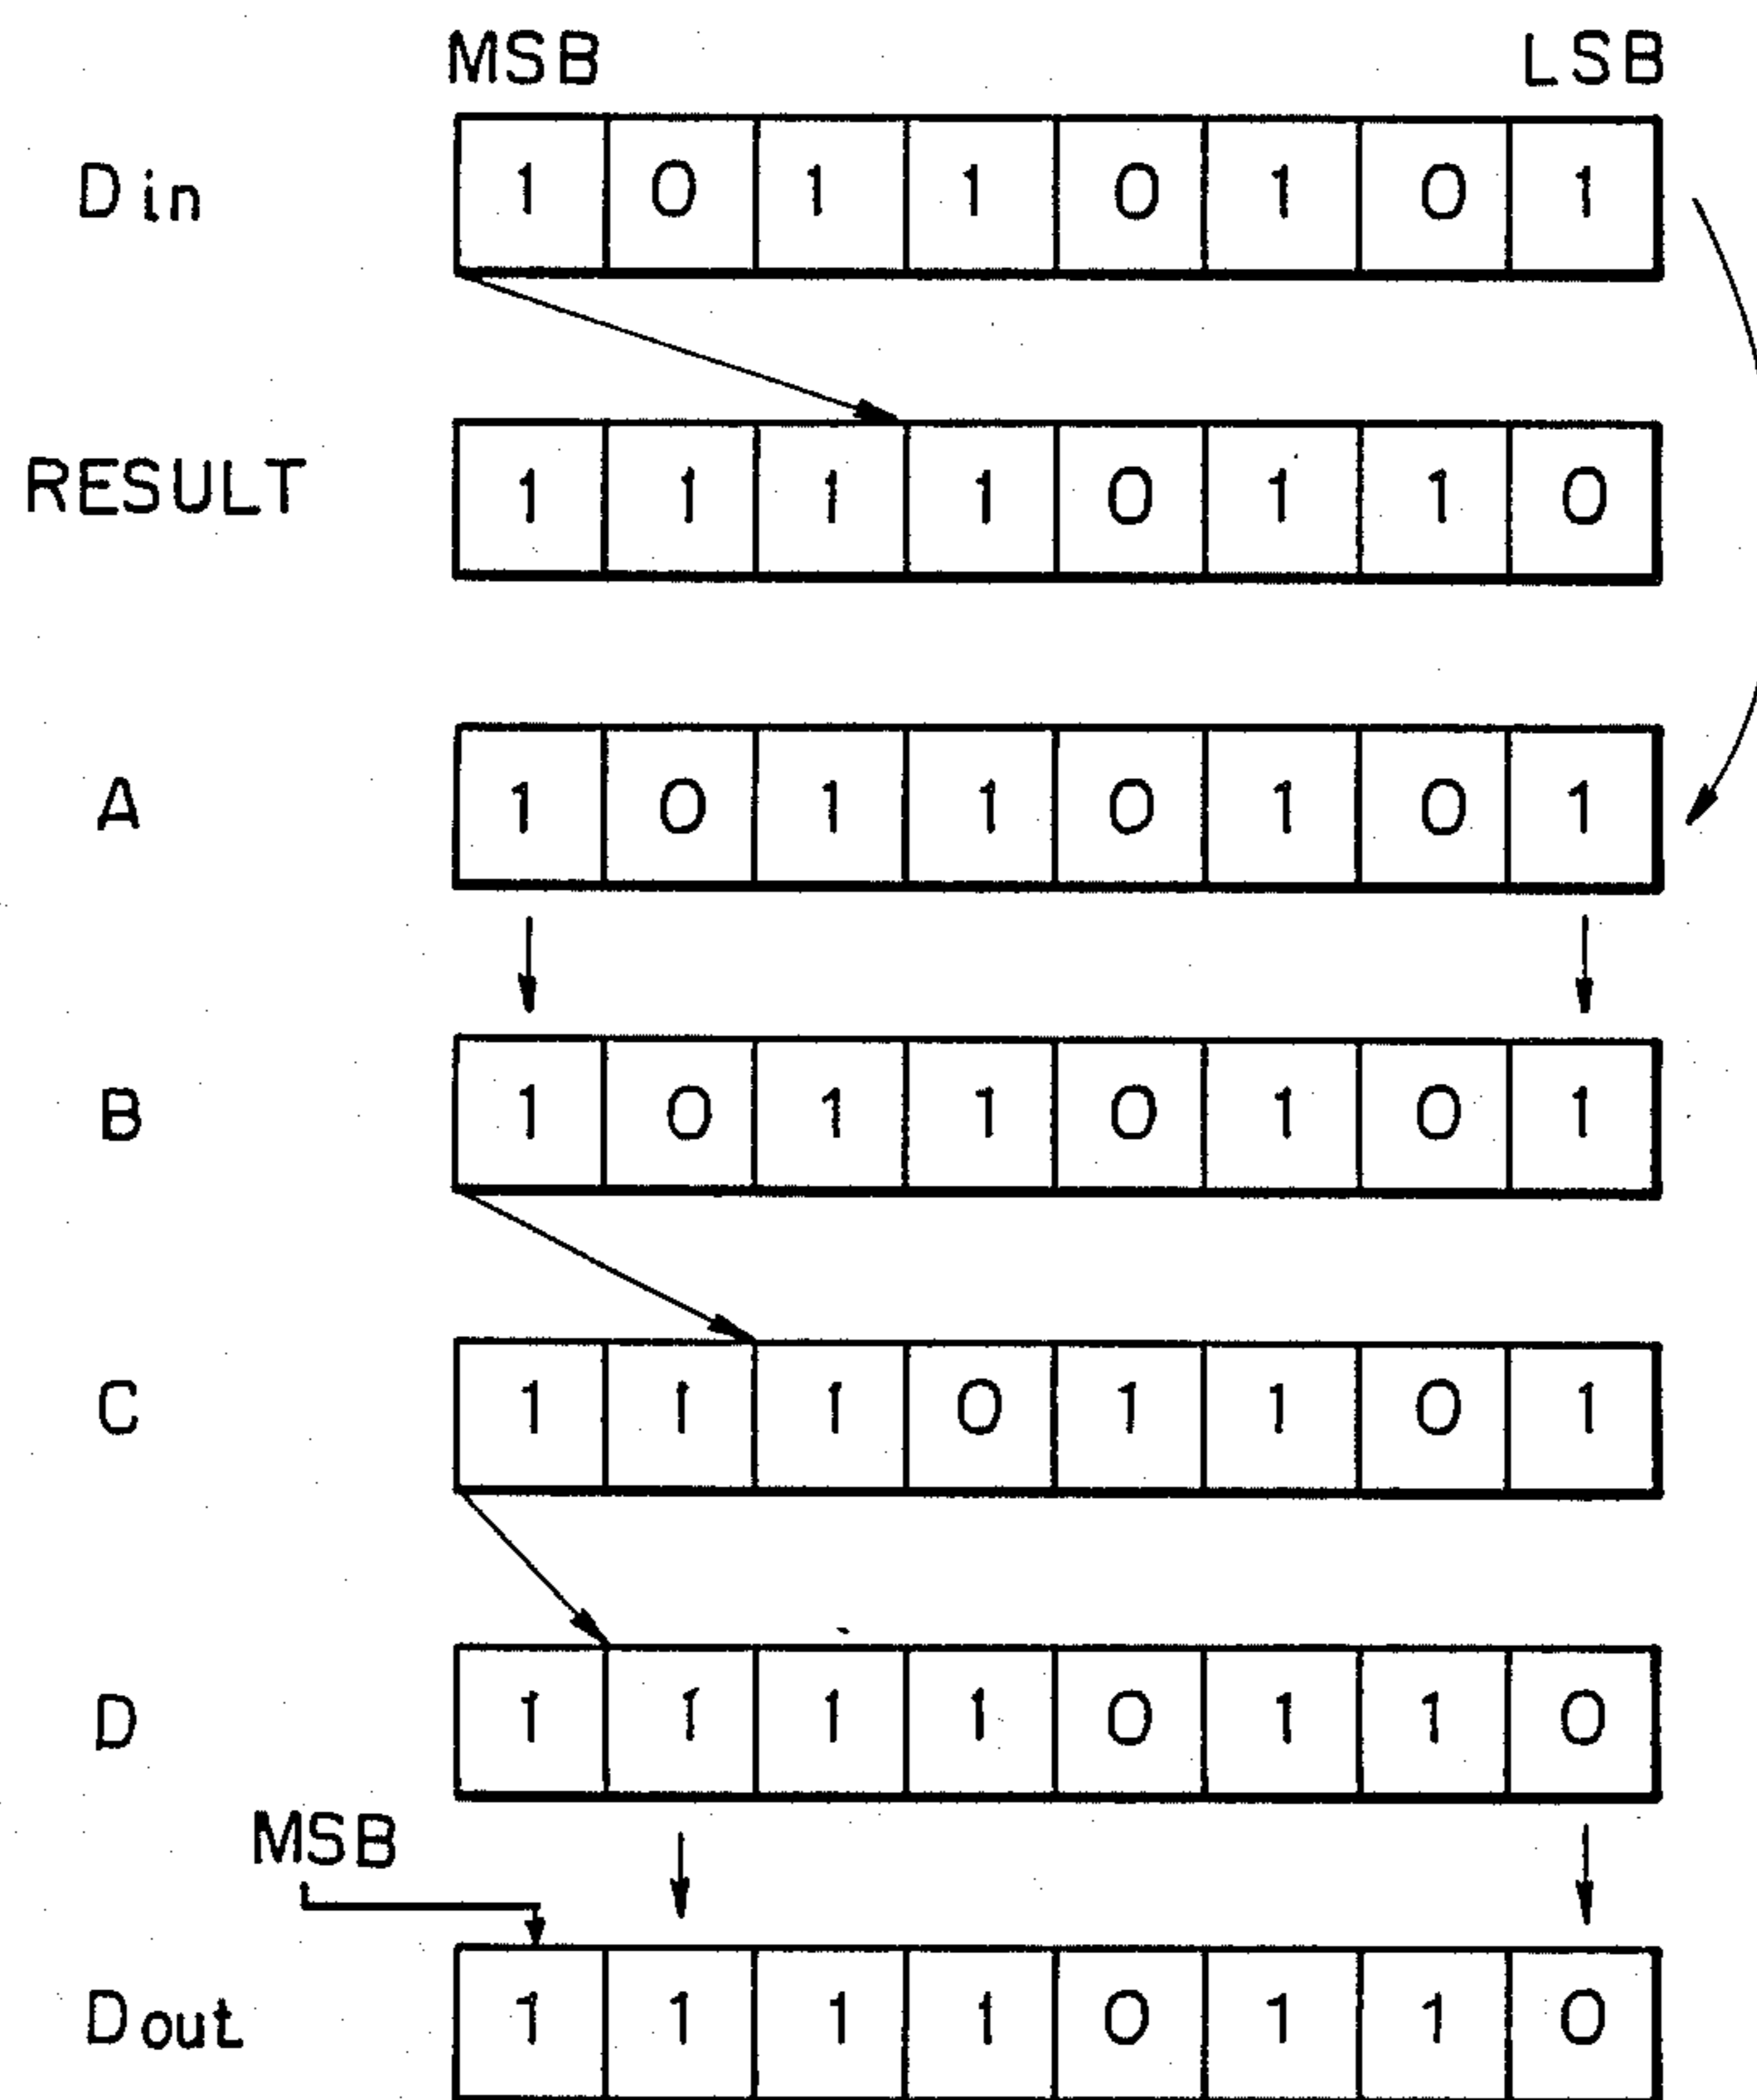 MSB LSB
Din 1 0 1 1 0 1 0 1
RESULT 1 1 1 1 0 1 1 0
A 1 0 1 1 0 1 0 1
B 1 0 1 1 0 1 0 1
C 1 1 1 0 1 1 0 1
D 1 1 1 1 0 1 1 0
MSB
Dout 1 1 1 1 0 1 1 0